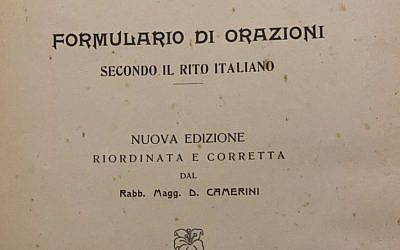 FORMULARIO DI ORAZIONI
SECONDO IL RITO ITALIANO
NUOVA EDIZIONE
RIORDINATA E CORRETTA
DAL
Rabb. Magg. D. CAMERINI